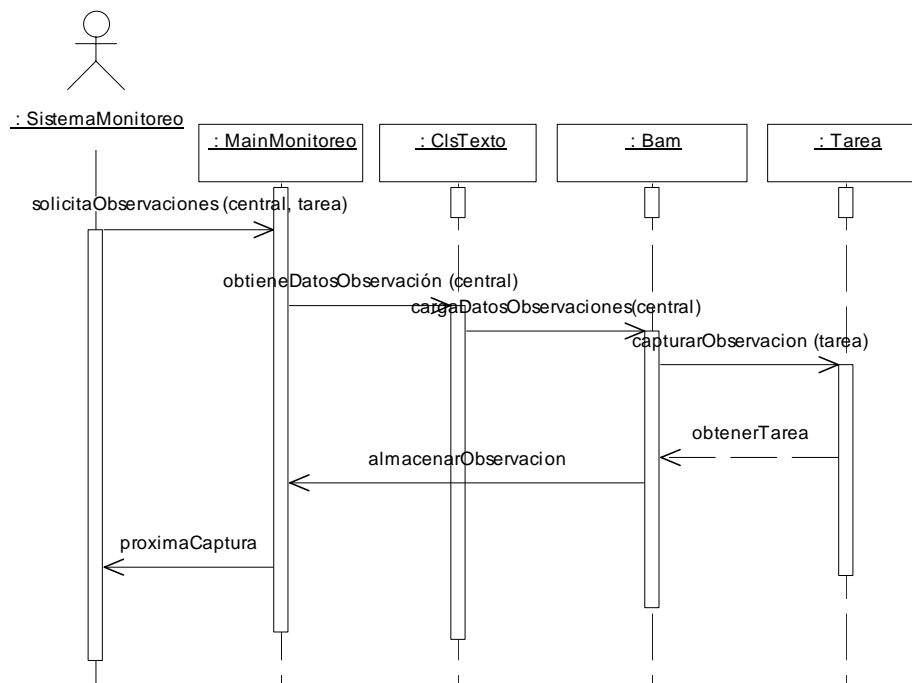 : SistemaMonitoreo
: MainMonitoreo
: ClsTexto
: Bam
: Tarea
solicitaObservaciones (central, tarea)
obtieneDatosObservación (central)
cargaDatosObservaciones(central)
capturarObservacion (tarea)
obtenerTarea
almacenarObservacion
proximaCaptura